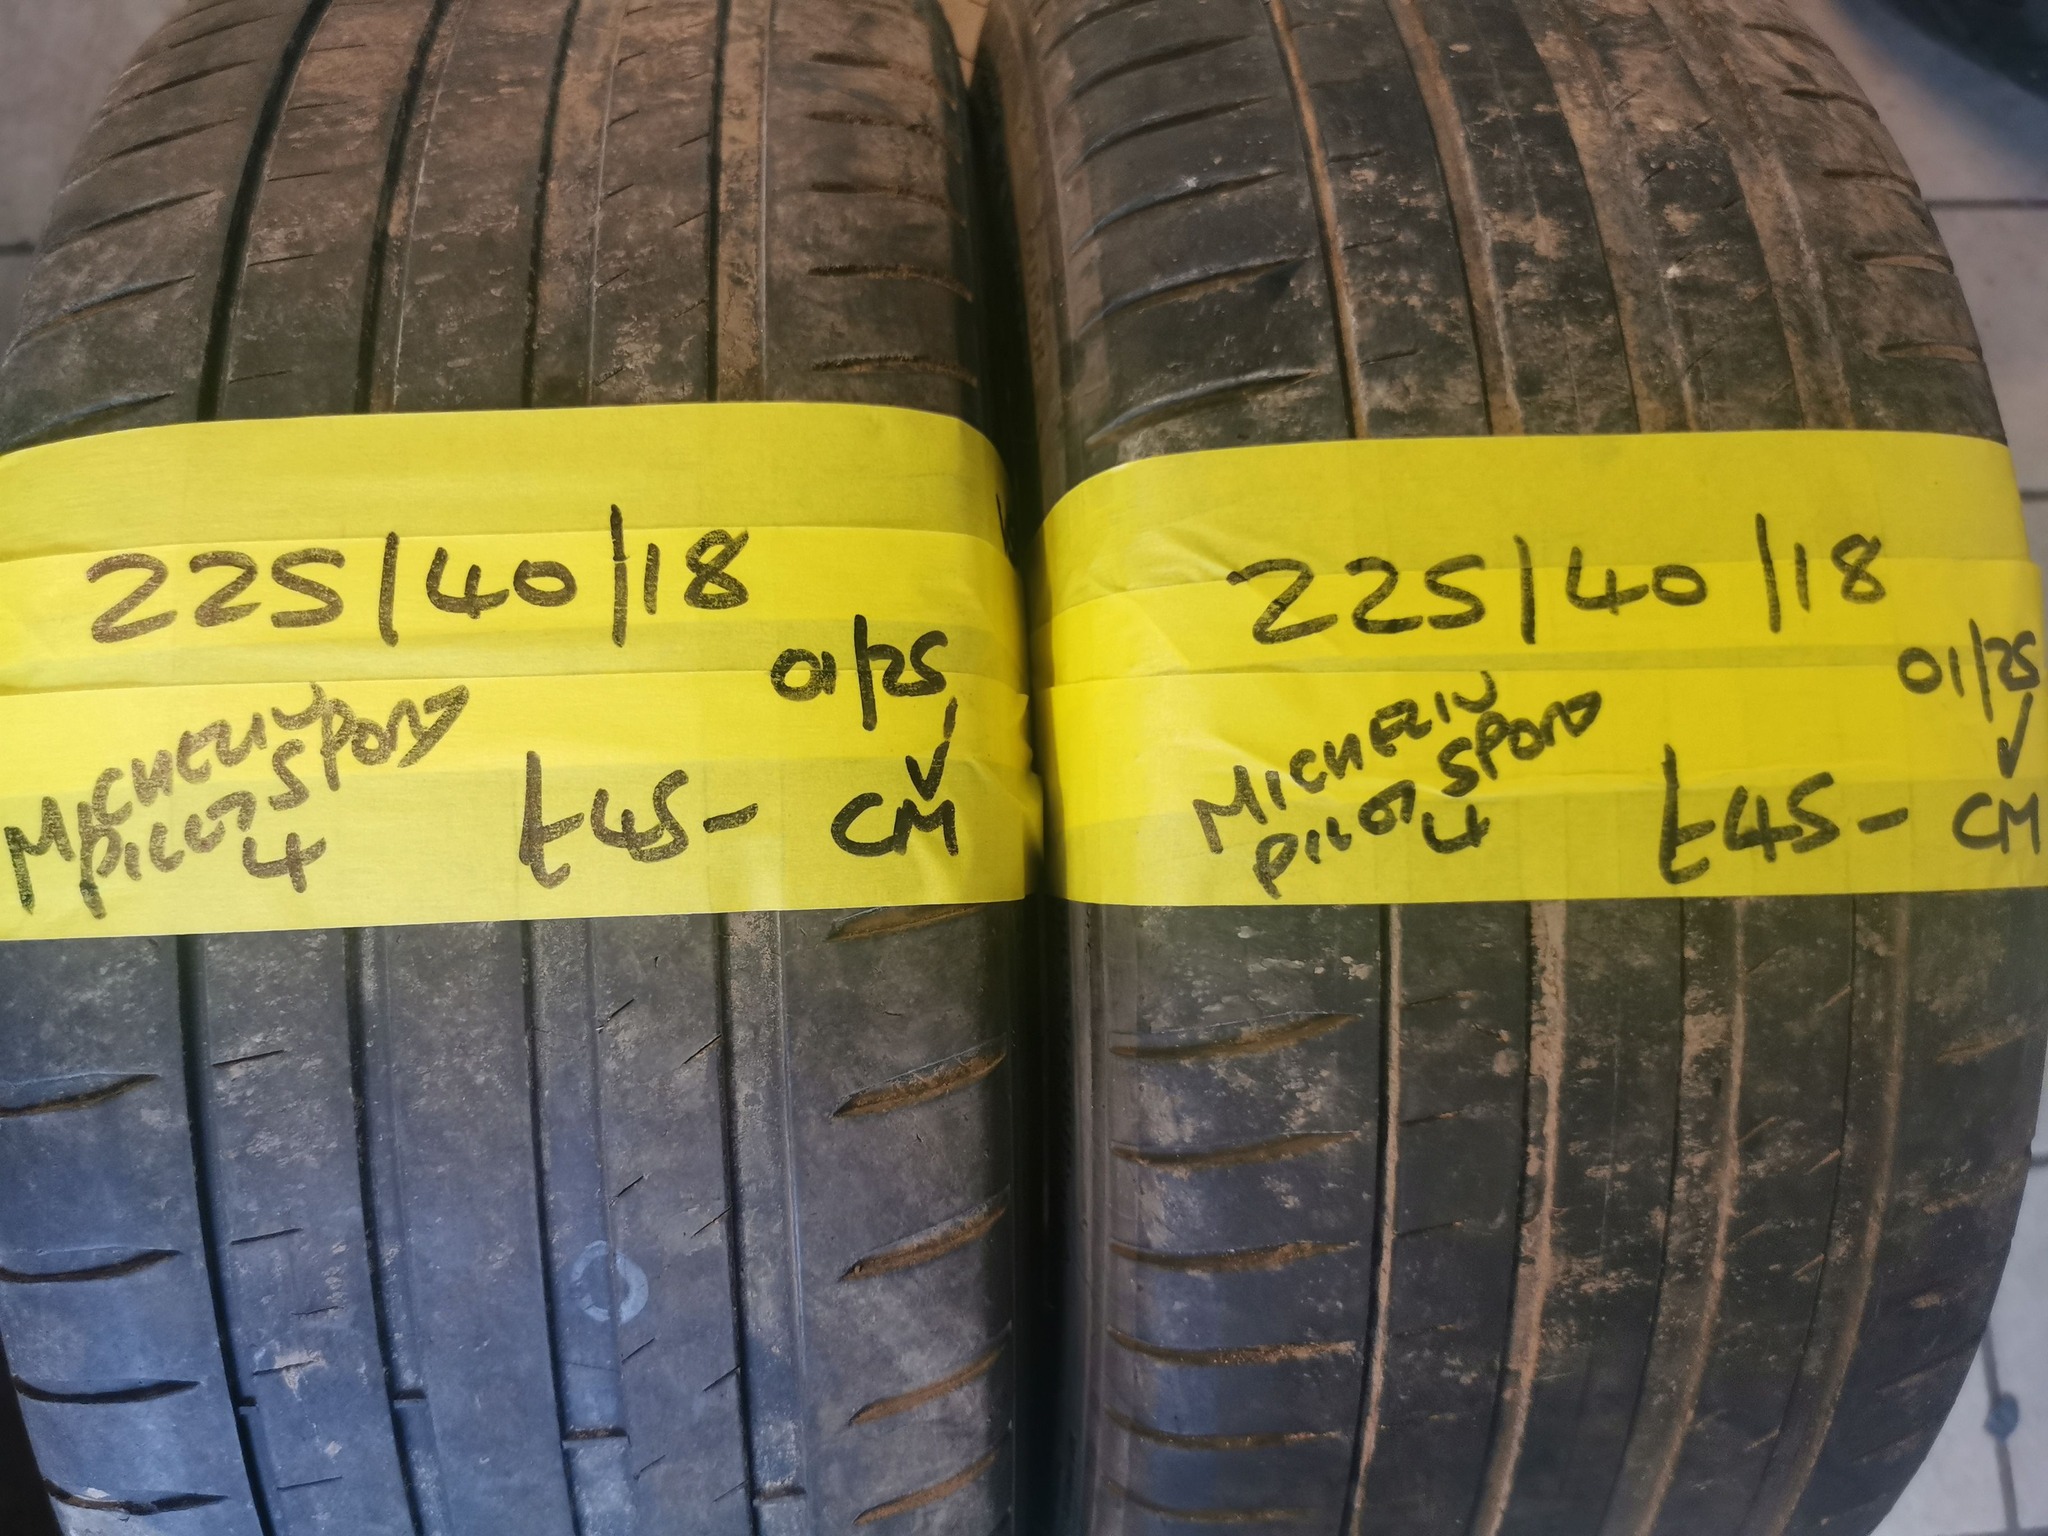 225/40/18
01/25
MICHELIN
PILOT SPORT
4
£45-
CM
225/40/18
01/25
MICHELIN
PILOT SPORT
4
£45-
CM